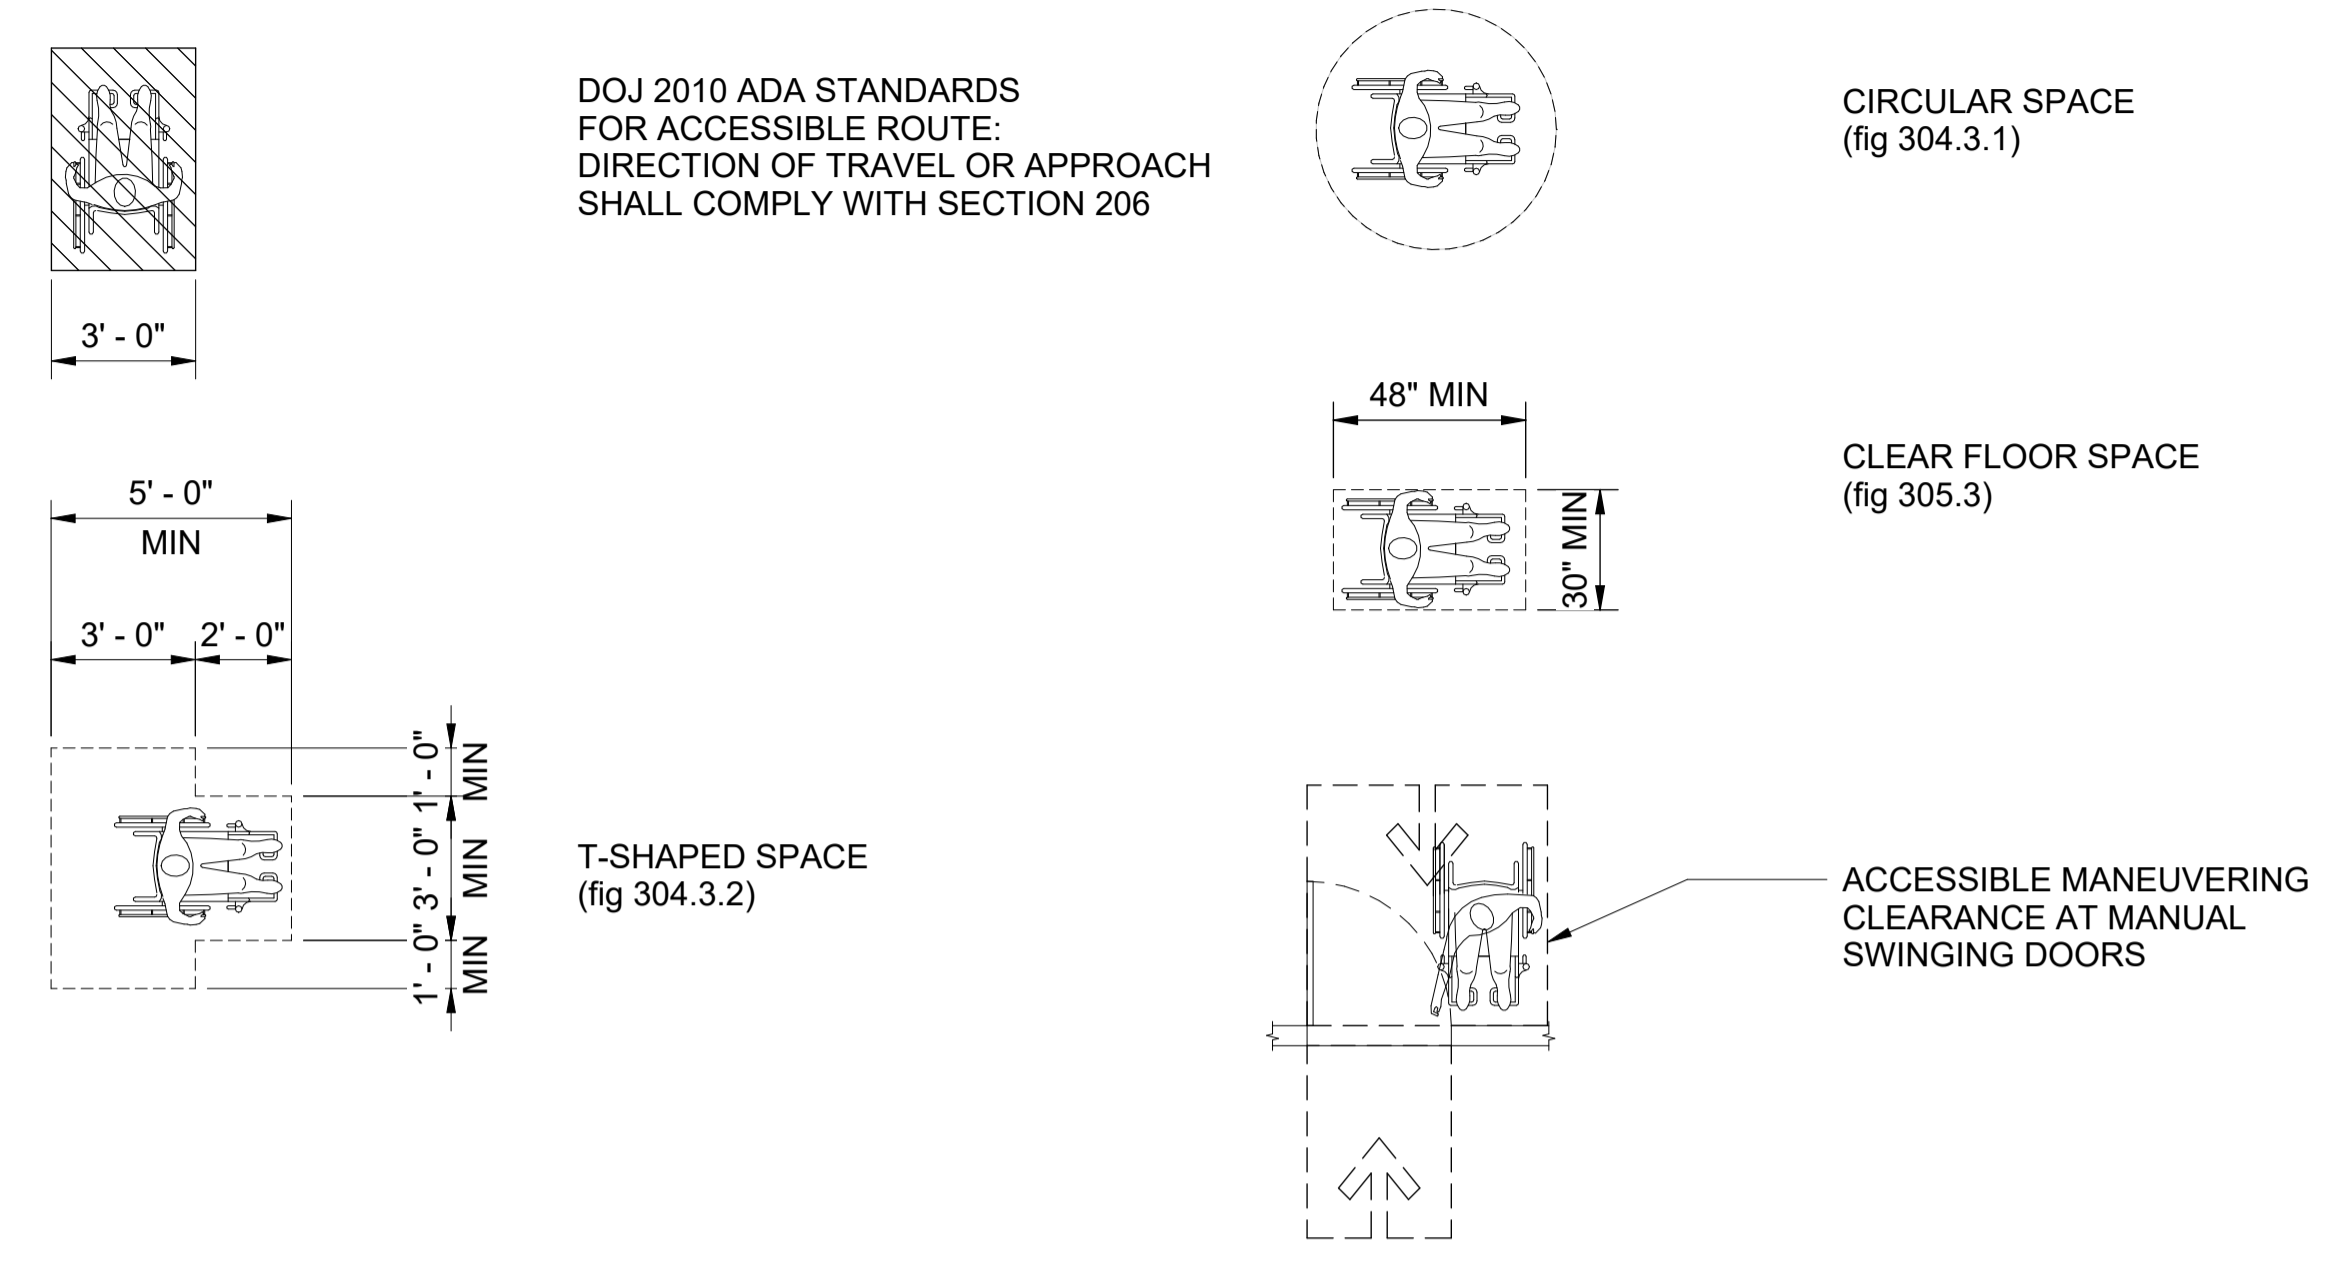 DOJ 2010 ADA STANDARDS
FOR ACCESSIBLE ROUTE:
DIRECTION OF TRAVEL OR APPROACH
SHALL COMPLY WITH SECTION 206
3' - 0"
CIRCULAR SPACE
(fig 304.3.1)
48" MIN
30" MIN
CLEAR FLOOR SPACE
(fig 305.3)
5' - 0"
MIN
3' - 0"
2' - 0"
1' - 0"
MIN
3' - 0"
MIN
1' - 0"
MIN
T-SHAPED SPACE
(fig 304.3.2)
ACCESSIBLE MANEUVERING
CLEARANCE AT MANUAL
SWINGING DOORS